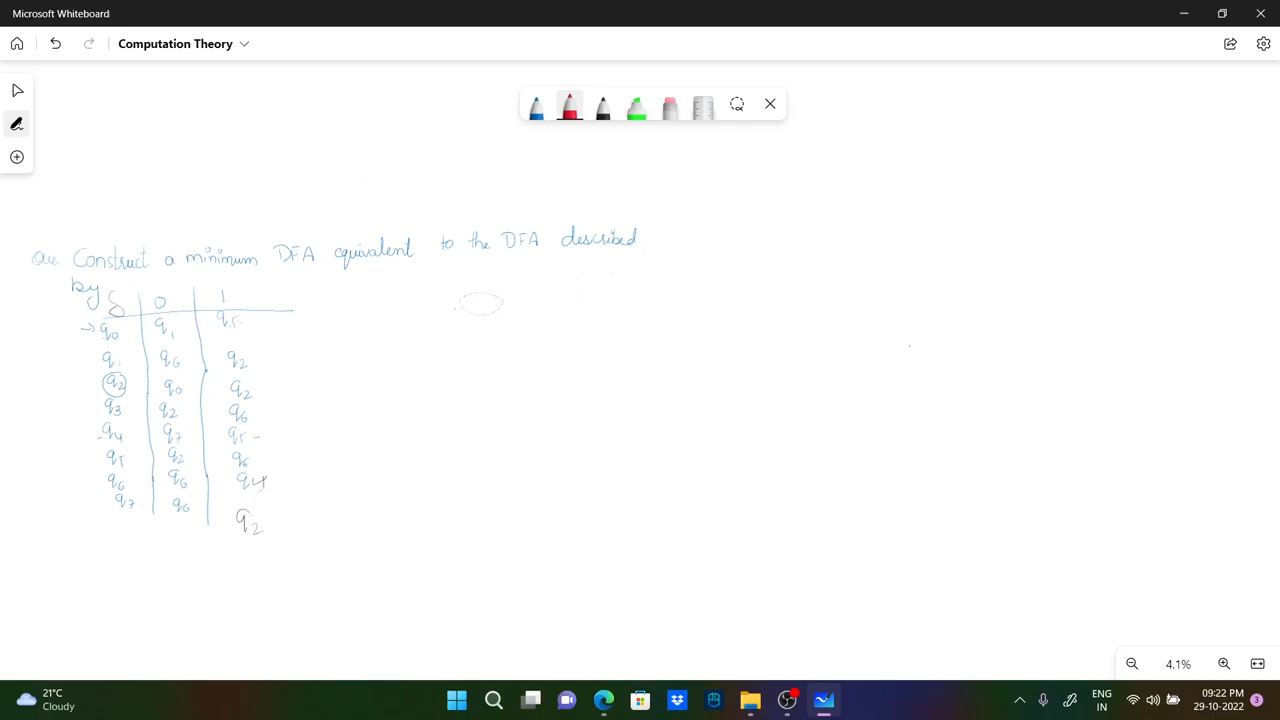 Microsoft Whiteboard
Computation Theory
Que Construct a minimum DFA equivalent to the DFA described
by
δ 0 1
→q0 q1 q5
q1 q6 q2
q2 q0 q2
q3 q2 q6
q4 q7 q5
q5 q2 q6
q6 q6 q4
q7 q6 q2
4.1%
21°C
Cloudy
ENG
IN
09:22 PM
29-10-2022
3